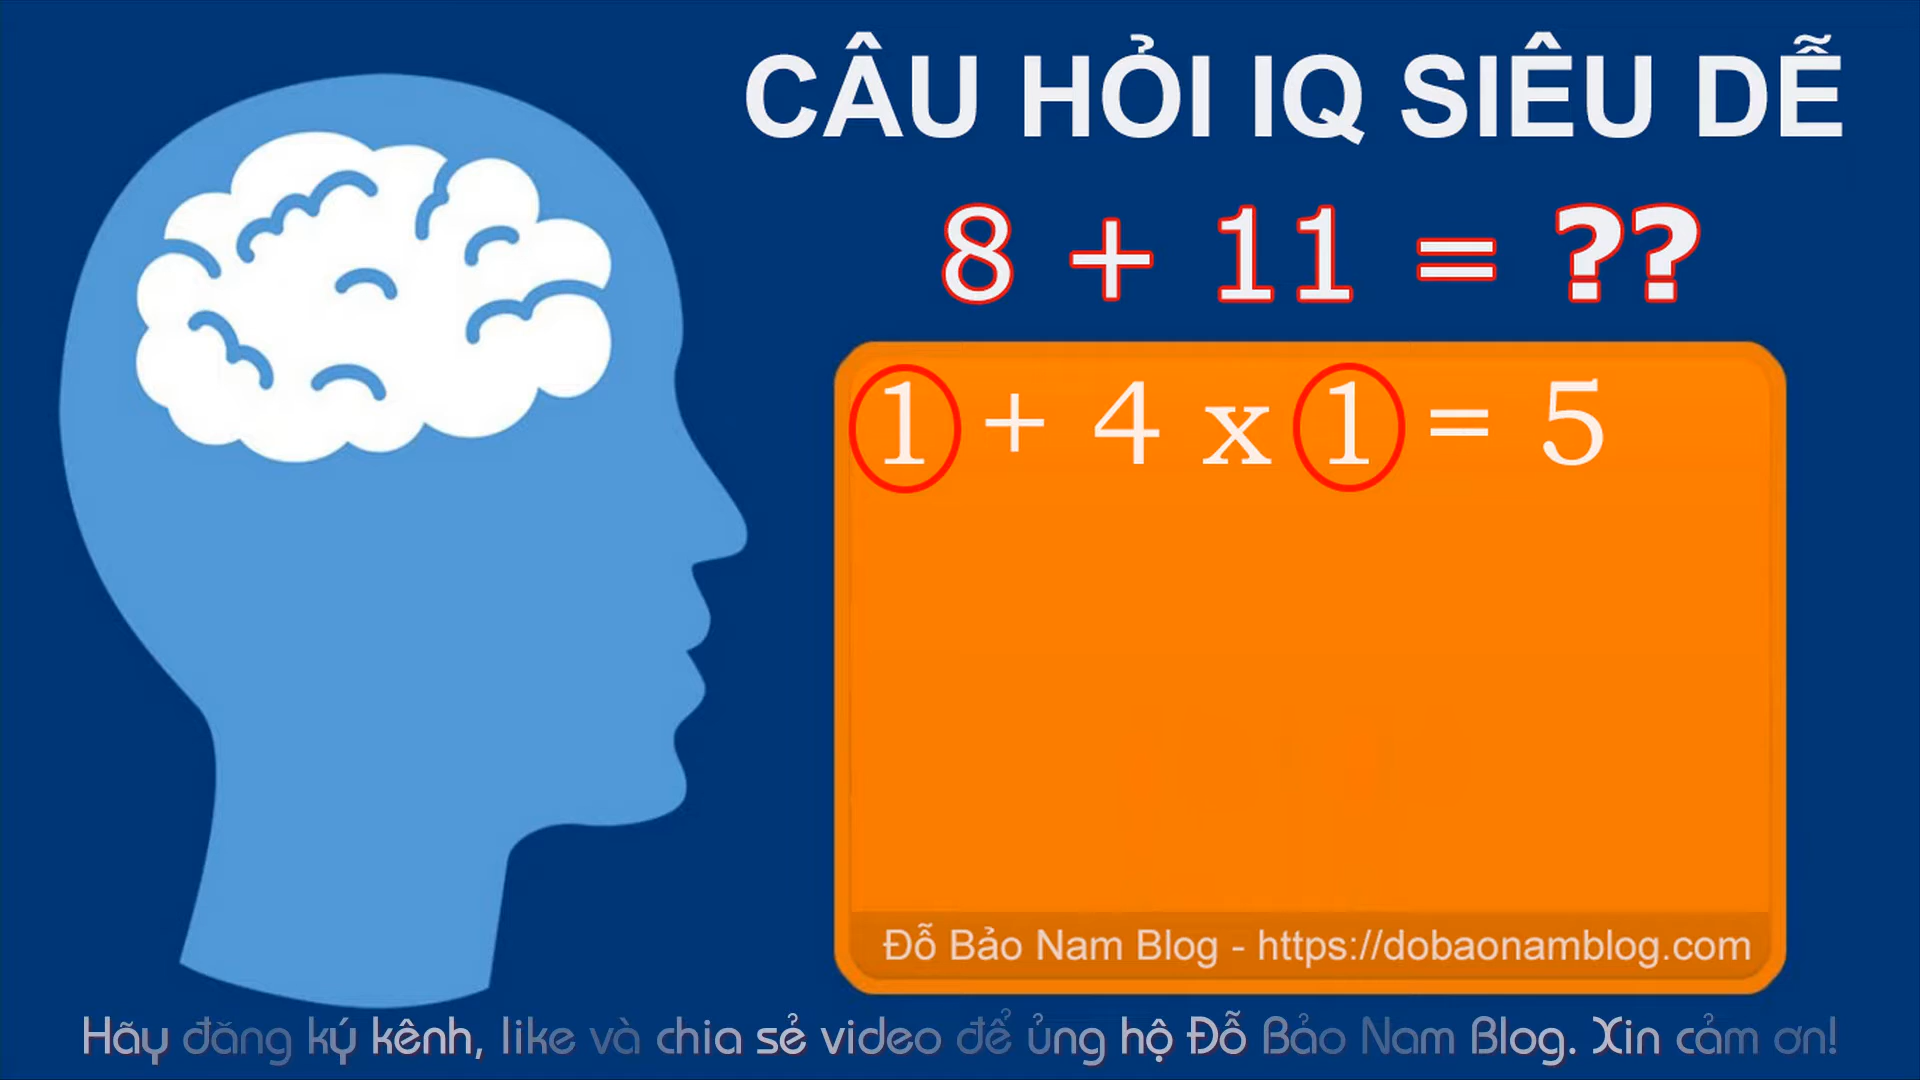 CÂU HỎI IQ SIÊU DỄ
8 + 11 = ??
1 + 4 x 1 = 5
Đỗ Bảo Nam Blog - https://dobaonamblog.com
Hãy đăng ký kênh, like và chia sẻ video để ủng hộ Đỗ Bảo Nam Blog. Xin cảm ơn!